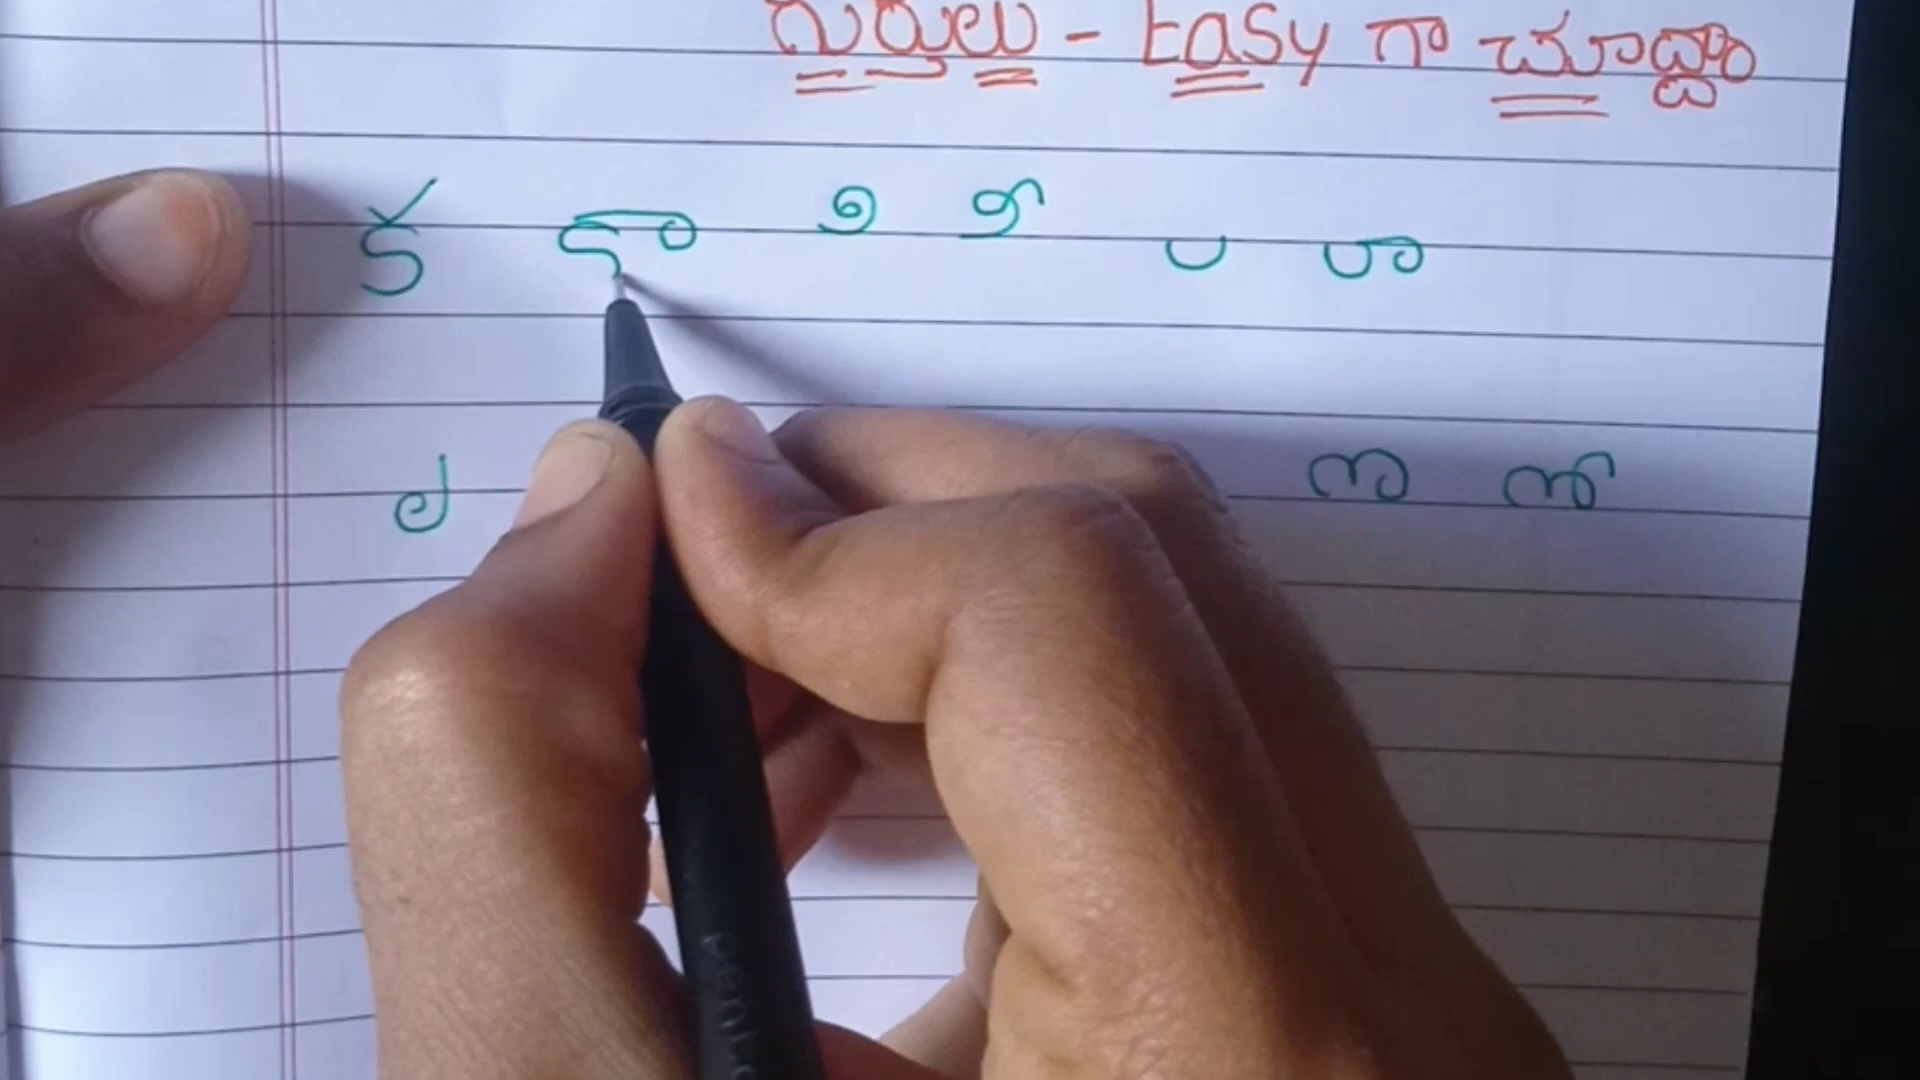 గుర్తులు - Easy గా చూద్దాం
క కా ి ీ ు ూ
ె ొ ో